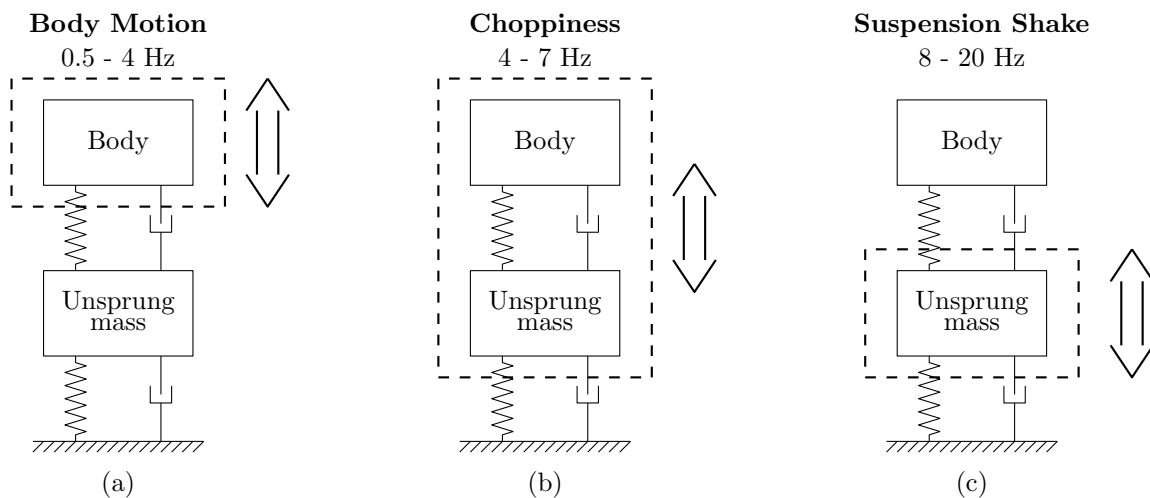 Body Motion
0.5 - 4 Hz
Body
Unsprung
mass
(a)
Choppiness
4 - 7 Hz
Body
Unsprung
mass
(b)
Suspension Shake
8 - 20 Hz
Body
Unsprung
mass
(c)